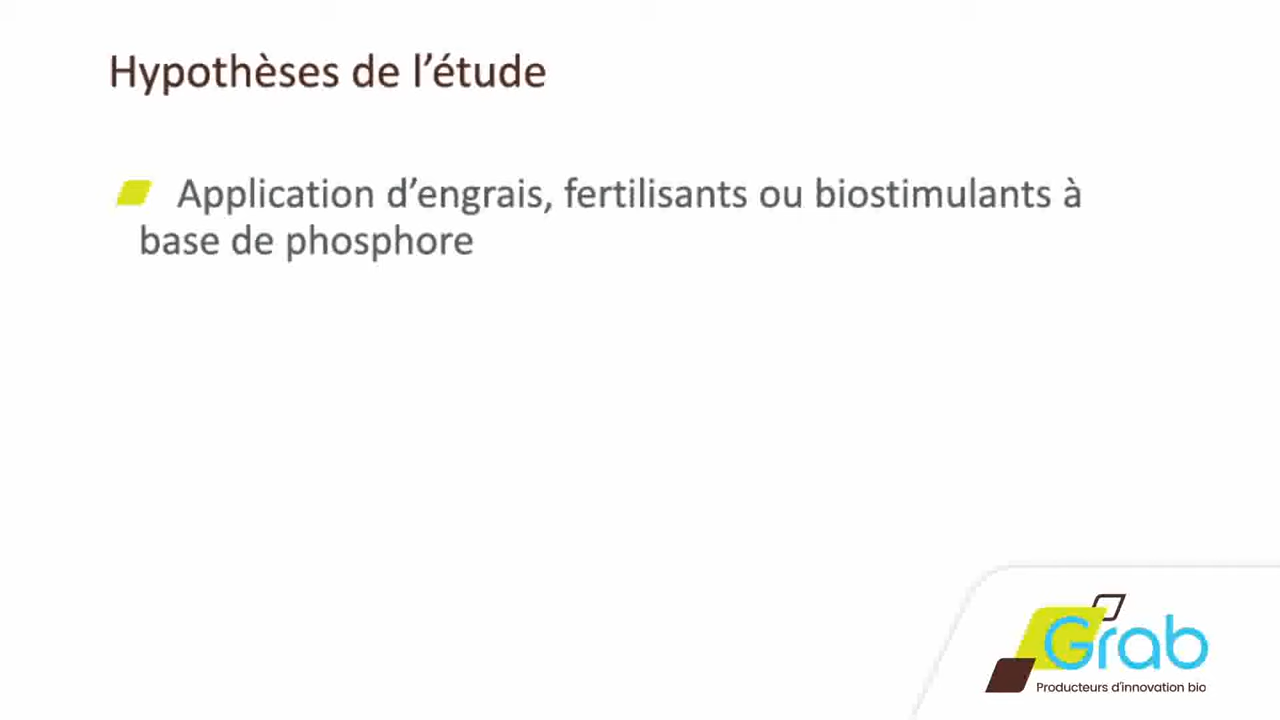 Hypothèses de l’étude
Application d’engrais, fertilisants ou biostimulants à
base de phosphore
Grab
Producteurs d'innovation bio